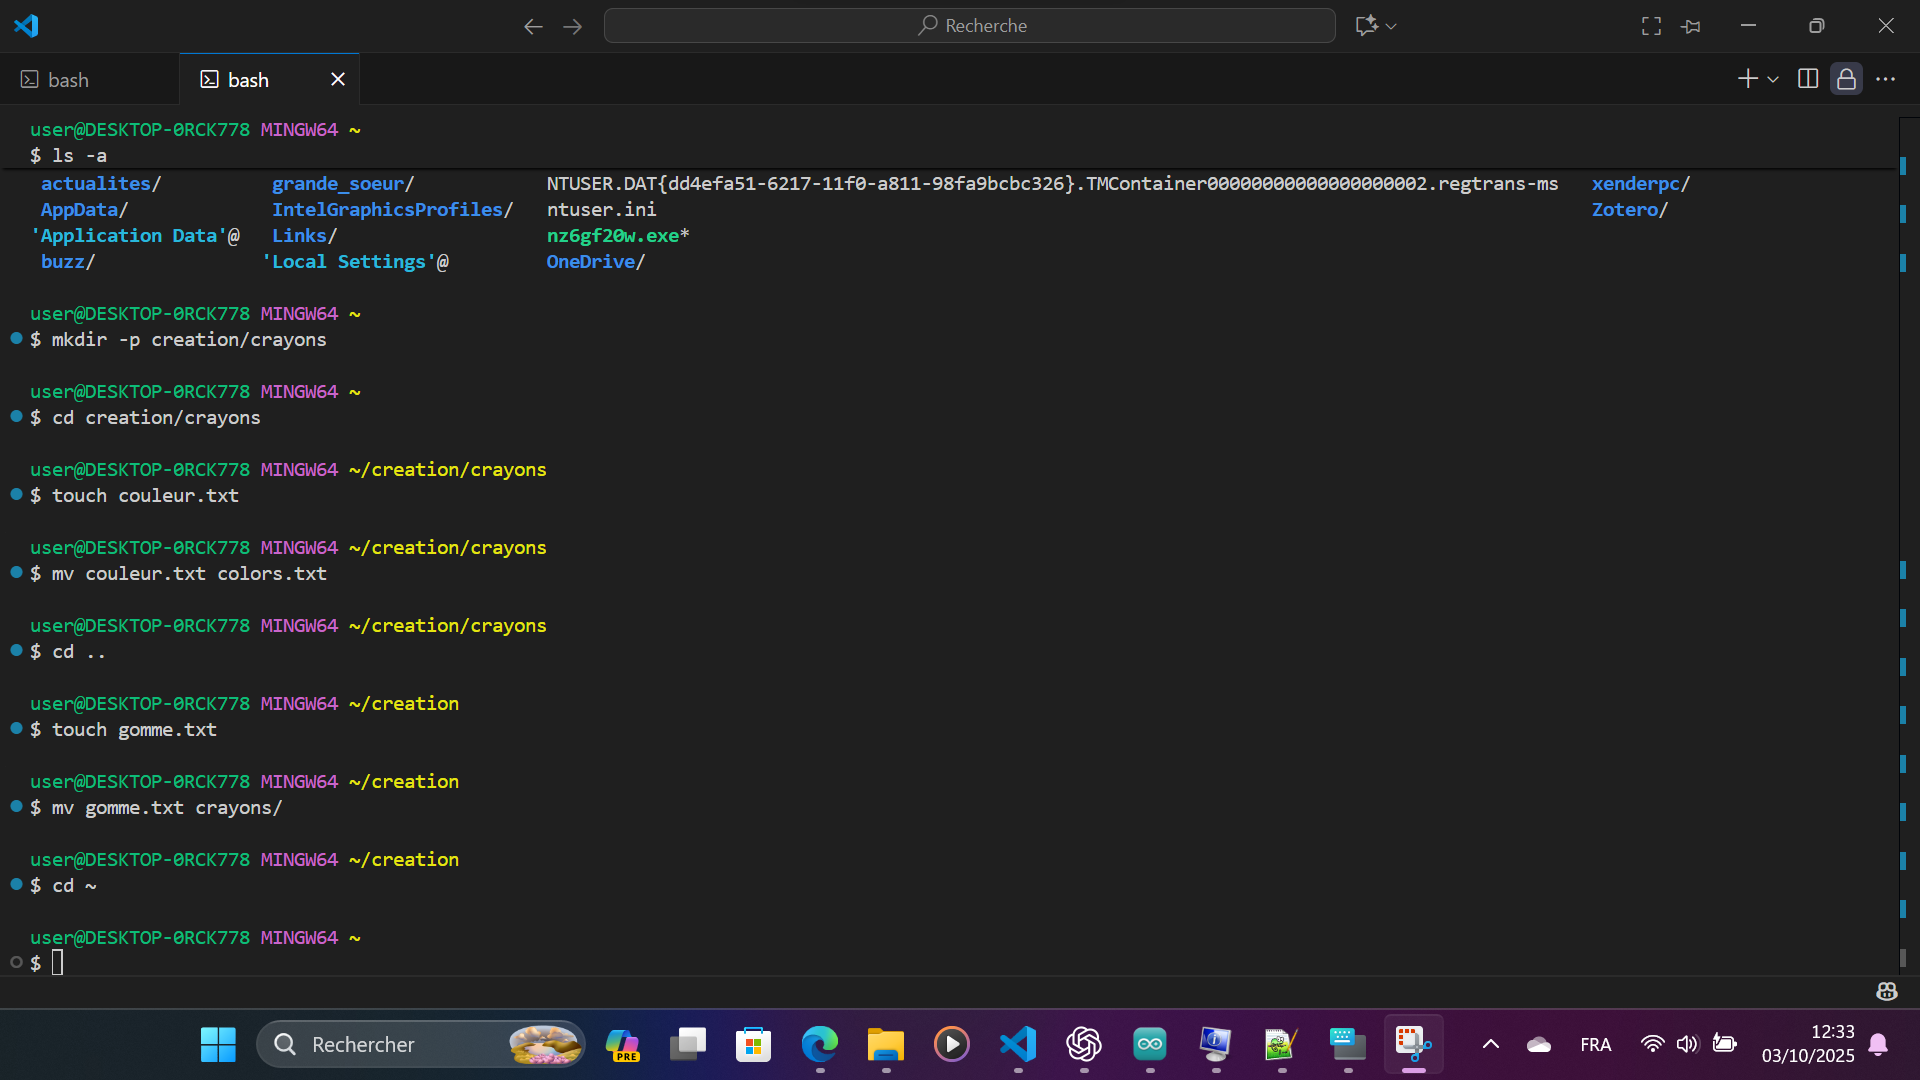 Recherche
bash
bash
user@DESKTOP-0RCK778 MINGW64 ~
$ ls -a
actualites/ grande_soeur/ NTUSER.DAT{dd4efa51-6217-11f0-a811-98fa9bcbc326}.TMContainer00000000000000000002.regtrans-ms xenderpc/
AppData/ IntelGraphicsProfiles/ ntuser.ini Zotero/
'Application Data'@ Links/ nz6gf20w.exe*
buzz/ 'Local Settings'@ OneDrive/
user@DESKTOP-0RCK778 MINGW64 ~
$ mkdir -p creation/crayons
user@DESKTOP-0RCK778 MINGW64 ~
$ cd creation/crayons
user@DESKTOP-0RCK778 MINGW64 ~/creation/crayons
$ touch couleur.txt
user@DESKTOP-0RCK778 MINGW64 ~/creation/crayons
$ mv couleur.txt colors.txt
user@DESKTOP-0RCK778 MINGW64 ~/creation/crayons
$ cd ..
user@DESKTOP-0RCK778 MINGW64 ~/creation
$ touch gomme.txt
user@DESKTOP-0RCK778 MINGW64 ~/creation
$ mv gomme.txt crayons/
user@DESKTOP-0RCK778 MINGW64 ~/creation
$ cd ~
user@DESKTOP-0RCK778 MINGW64 ~
$
Rechercher
PRE
FRA
12:33
03/10/2025